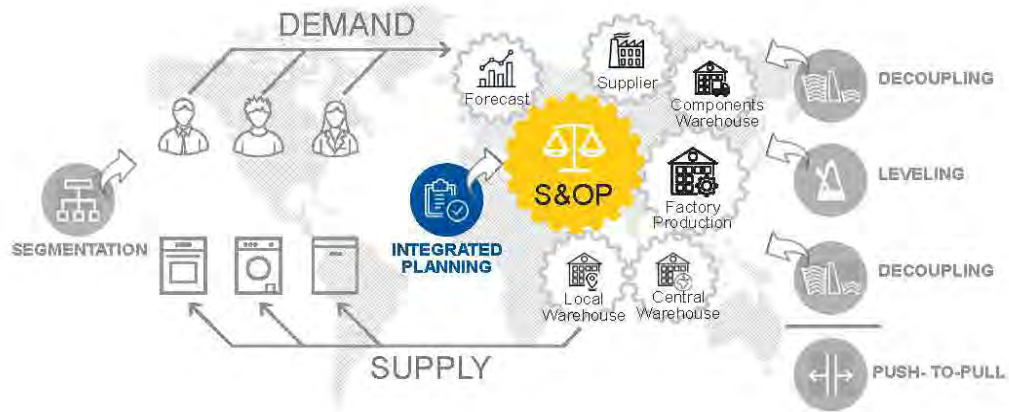 DEMAND
Forecast
Supplier
Components
Warehouse
DECOUPLING
SEGMENTATION
INTEGRATED
PLANNING
S&OP
Factory
Production
LEVELING
Local
Warehouse
Central
Warehouse
DECOUPLING
SUPPLY
PUSH- TO-PULL